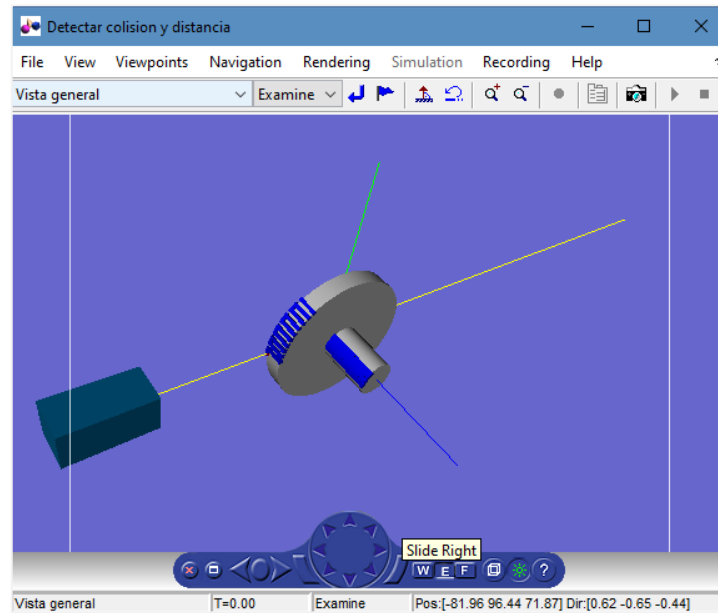 Detectar colision y distancia
File View Viewpoints Navigation Rendering Simulation Recording Help
Vista general Examine
Slide Right
W E F ?
Vista general T=0.00 Examine Pos:[-81.96 96.44 71.87] Dir:[0.62 -0.65 -0.44]